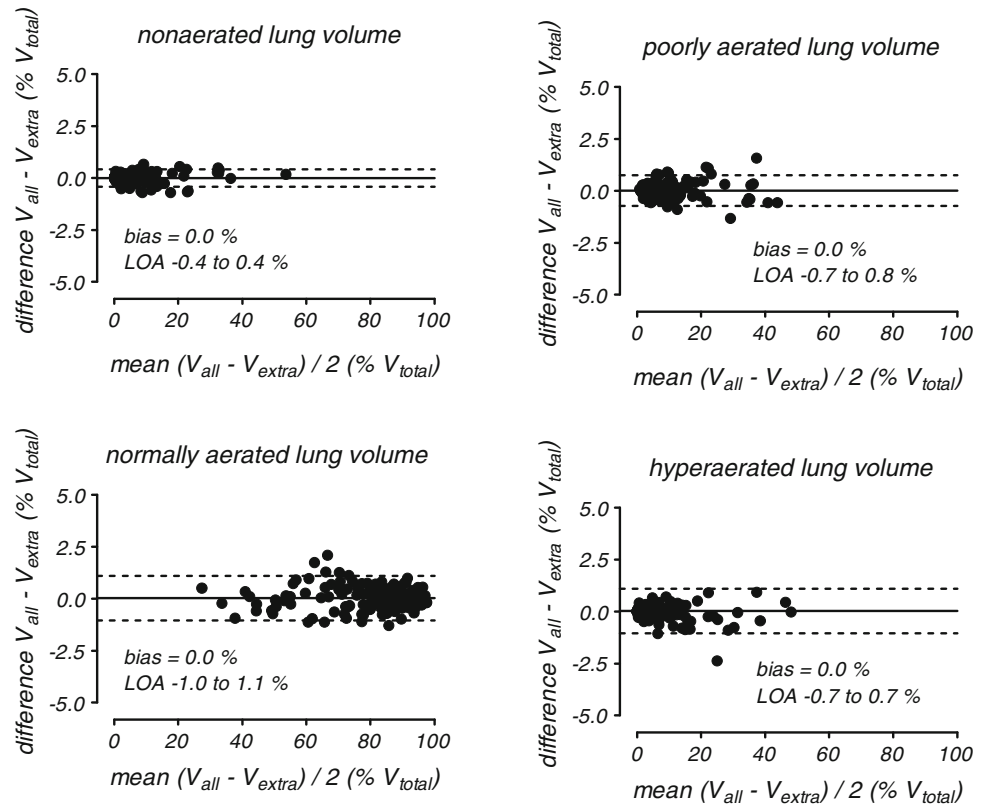 nonaerated lung volume
difference V_all - V_extra (% V_total)
5.0
2.5
0.0
-2.5
-5.0
bias = 0.0 %
LOA -0.4 to 0.4 %
0 20 40 60 80 100
mean (V_all - V_extra) / 2 (% V_total)
poorly aerated lung volume
difference V_all - V_extra (% V_total)
5.0
2.5
0.0
-2.5
-5.0
bias = 0.0 %
LOA -0.7 to 0.8 %
0 20 40 60 80 100
mean (V_all - V_extra) / 2 (% V_total)
normally aerated lung volume
difference V_all - V_extra (% V_total)
5.0
2.5
0.0
-2.5
-5.0
bias = 0.0 %
LOA -1.0 to 1.1 %
0 20 40 60 80 100
mean (V_all - V_extra) / 2 (% V_total)
hyperaerated lung volume
difference V_all - V_extra (% V_total)
5.0
2.5
0.0
-2.5
-5.0
bias = 0.0 %
LOA -0.7 to 0.7 %
0 20 40 60 80 100
mean (V_all - V_extra) / 2 (% V_total)